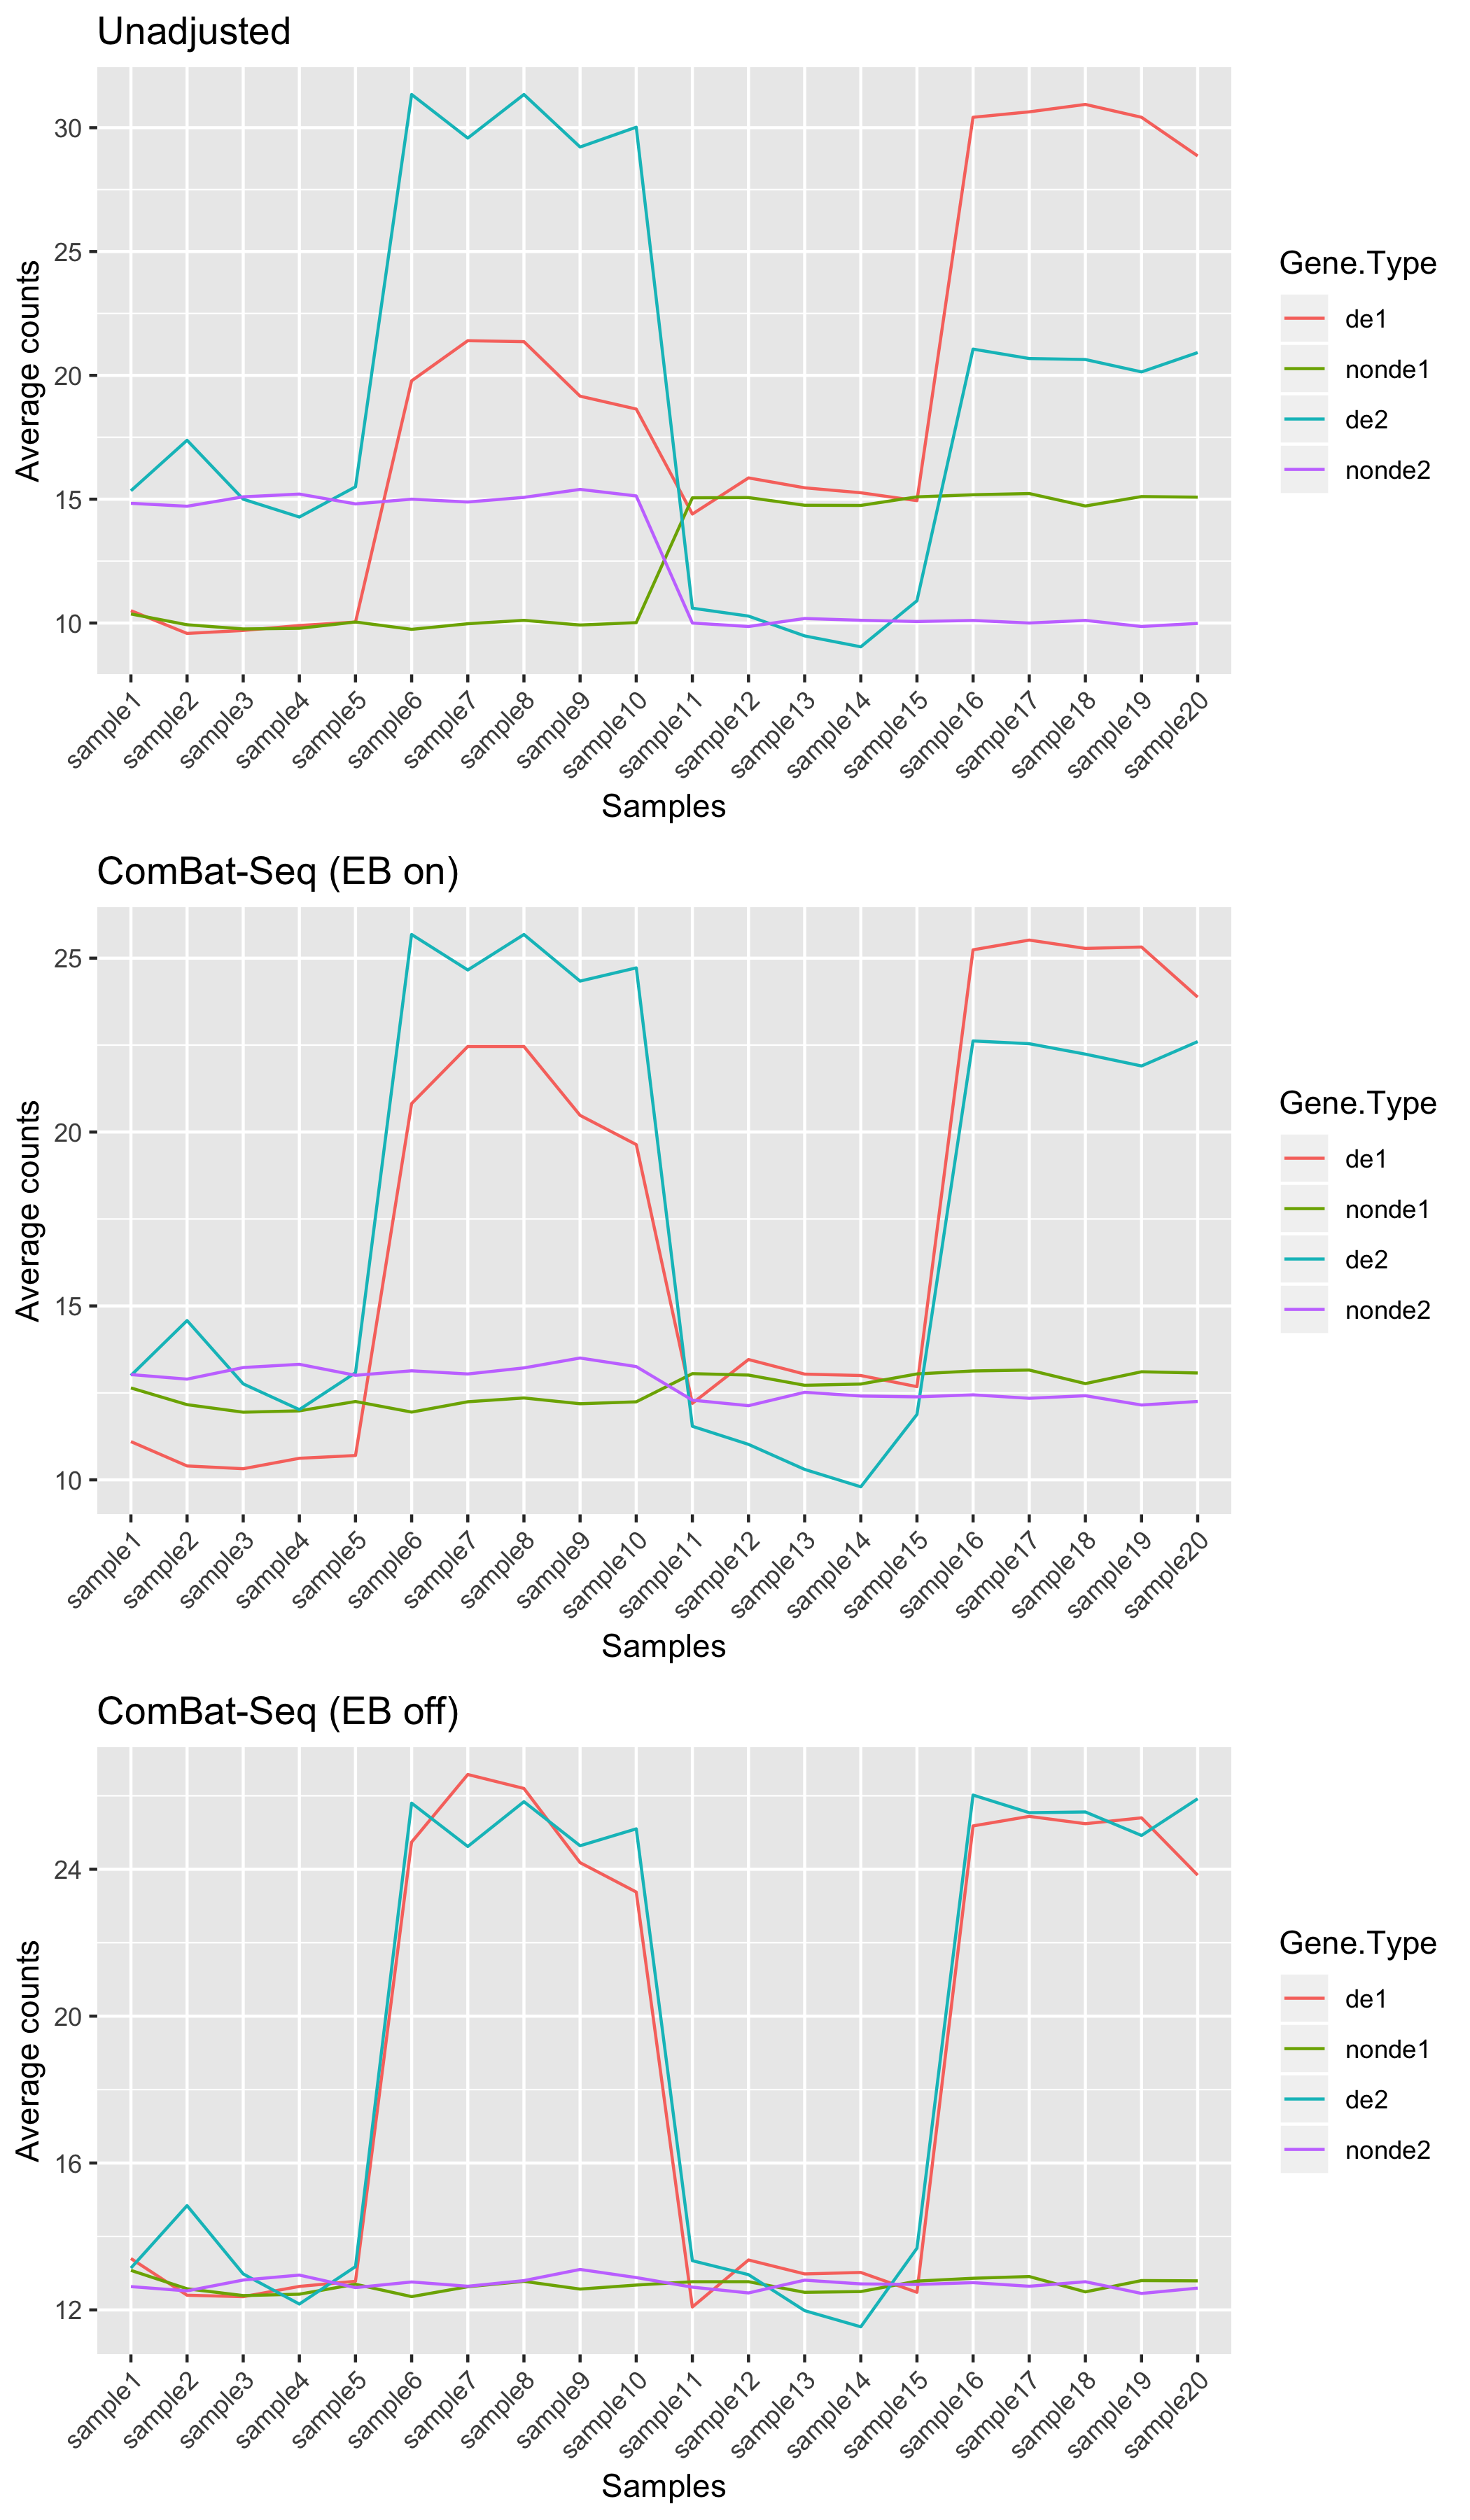 Unadjusted
30
25
20
15
10
Average counts
sample1 sample2 sample3 sample4 sample5 sample6 sample7 sample8 sample9 sample10 sample11 sample12 sample13 sample14 sample15 sample16 sample17 sample18 sample19 sample20
Samples
Gene.Type
de1
nonde1
de2
nonde2
ComBat-Seq (EB on)
25
20
15
10
Average counts
sample1 sample2 sample3 sample4 sample5 sample6 sample7 sample8 sample9 sample10 sample11 sample12 sample13 sample14 sample15 sample16 sample17 sample18 sample19 sample20
Samples
Gene.Type
de1
nonde1
de2
nonde2
ComBat-Seq (EB off)
24
20
16
12
Average counts
sample1 sample2 sample3 sample4 sample5 sample6 sample7 sample8 sample9 sample10 sample11 sample12 sample13 sample14 sample15 sample16 sample17 sample18 sample19 sample20
Samples
Gene.Type
de1
nonde1
de2
nonde2